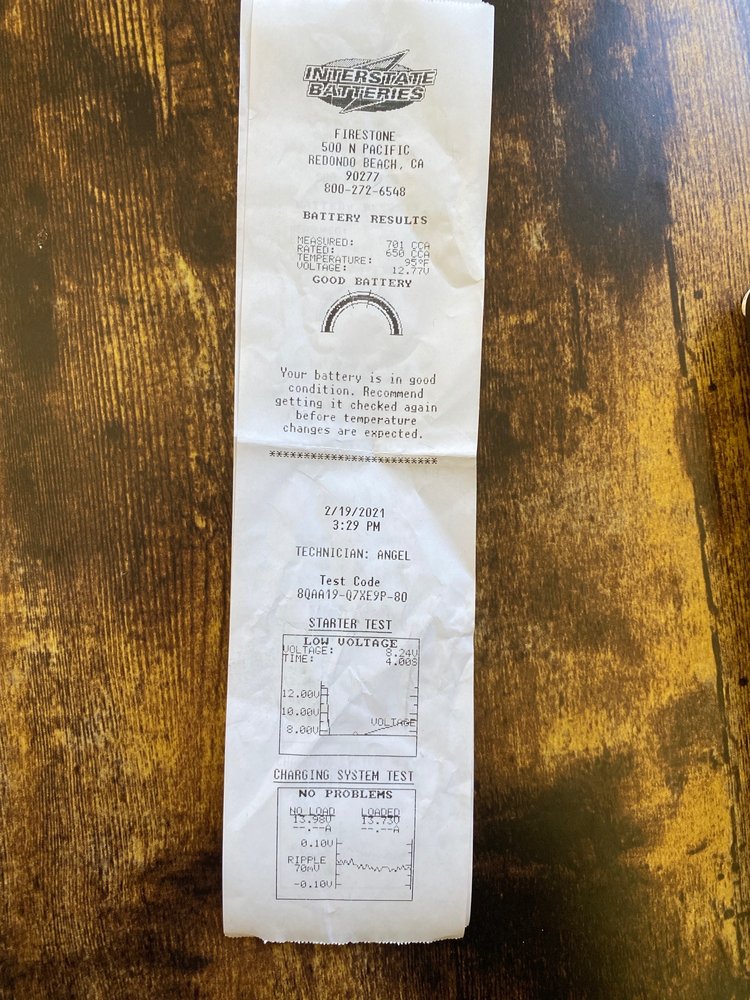 INTERSTATE
BATTERIES
FIRESTONE
500 N PACIFIC
REDONDO BEACH, CA
90277
800-272-6548
BATTERY RESULTS
MEASURED: 701 CCA
RATED: 650 CCA
TEMPERATURE: 95°F
VOLTAGE: 12.77V
GOOD BATTERY
Your battery is in good
condition. Recommend
getting it checked again
before temperature
changes are expected.
************************
2/19/2021
3:29 PM
TECHNICIAN: ANGEL
Test Code
8QAA19-Q7XE9P-80
STARTER TEST
LOW VOLTAGE
VOLTAGE: 8.24V
TIME: 4.00S
12.00V
10.00V
VOLTAGE
8.00V
CHARGING SYSTEM TEST
NO PROBLEMS
NO LOAD LOADED
13.98V 13.73V
--.--A --.--A
0.10V
RIPPLE
70mV
-0.10V